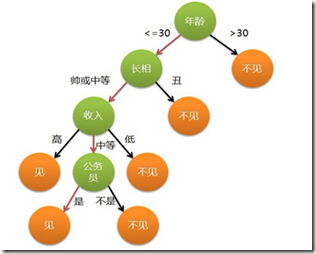 年龄
<=30
>30
长相
不见
帅或中等
丑
收入
不见
高
中等
低
见
公务
员
不见
是
不是
见
不见